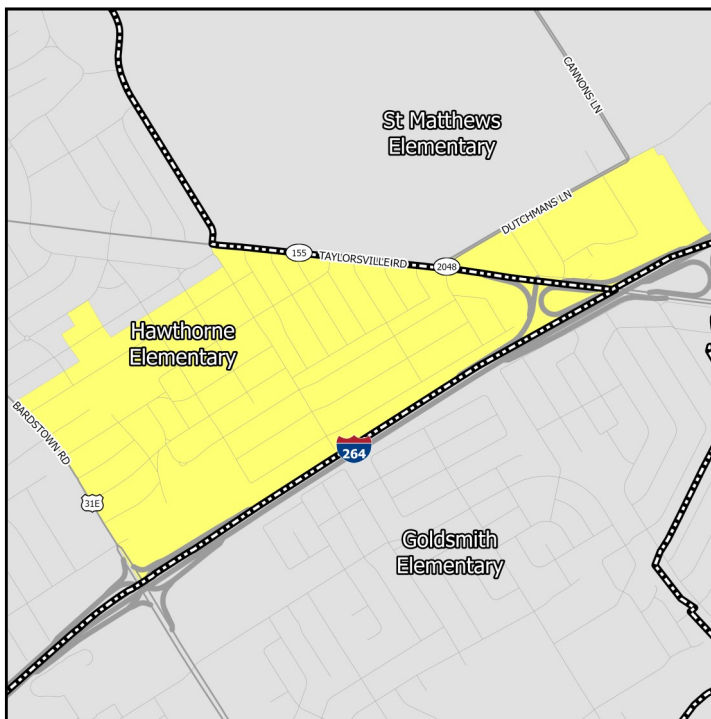 CANNONS LN
St Matthews
Elementary
DUTCHMANS LN
155
TAYLORSVILLE RD
2048
Hawthorne
Elementary
BARDSTOWN RD
264
31E
Goldsmith
Elementary